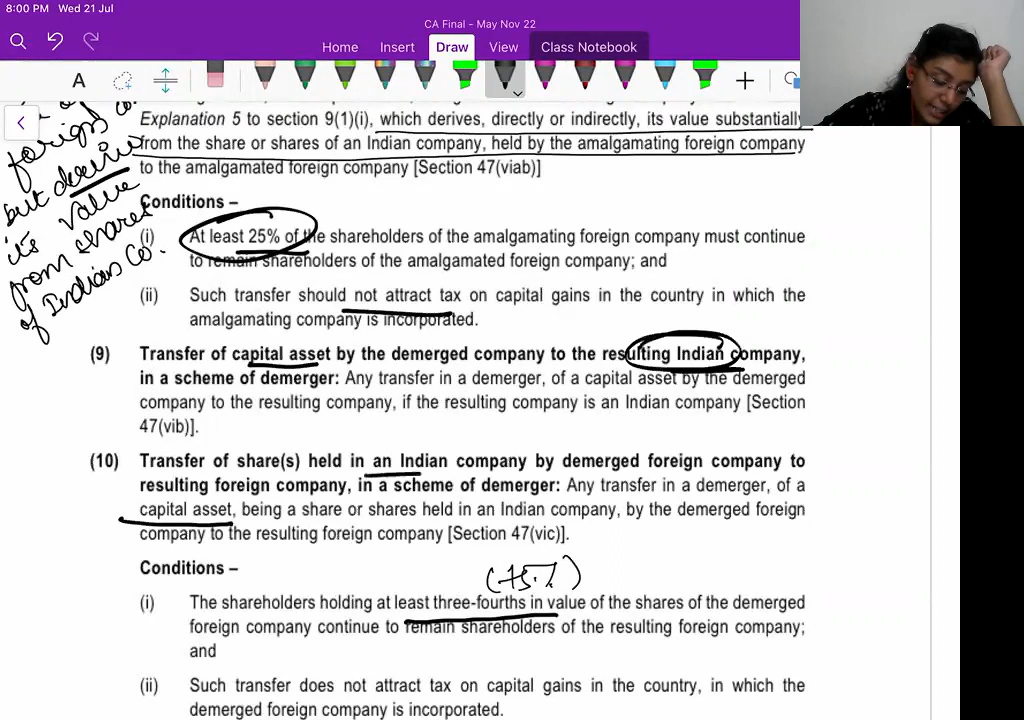 8:00 PM Wed 21 Jul
CA Final - May Nov 22
Home Insert Draw View Class Notebook
A
foreign co
but deriving
its value
from shares
of Indian Co.
Explanation 5 to section 9(1)(i), which derives, directly or indirectly, its value substantially
from the share or shares of an Indian company, held by the amalgamating foreign company
to the amalgamated foreign company [Section 47(viab)]
Conditions –
(i) At least 25% of the shareholders of the amalgamating foreign company must continue
to remain shareholders of the amalgamated foreign company; and
(ii) Such transfer should not attract tax on capital gains in the country in which the
amalgamating company is incorporated.
(9) Transfer of capital asset by the demerged company to the resulting Indian company,
in a scheme of demerger: Any transfer in a demerger, of a capital asset by the demerged
company to the resulting company, if the resulting company is an Indian company [Section
47(vib)].
(10) Transfer of share(s) held in an Indian company by demerged foreign company to
resulting foreign company, in a scheme of demerger: Any transfer in a demerger, of a
capital asset, being a share or shares held in an Indian company, by the demerged foreign
company to the resulting foreign company [Section 47(vic)].
Conditions –
(75%)
(i) The shareholders holding at least three-fourths in value of the shares of the demerged
foreign company continue to remain shareholders of the resulting foreign company;
and
(ii) Such transfer does not attract tax on capital gains in the country, in which the
demerged foreign company is incorporated.